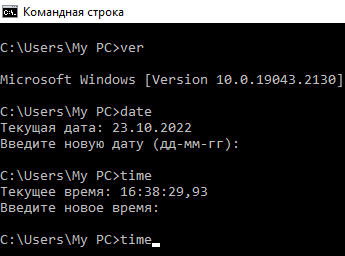 Командная строка
C:\Users\My PC>ver
Microsoft Windows [Version 10.0.19043.2130]
C:\Users\My PC>date
Текущая дата: 23.10.2022
Введите новую дату (дд-мм-гг):
C:\Users\My PC>time
Текущее время: 16:38:29,93
Введите новое время:
C:\Users\My PC>time